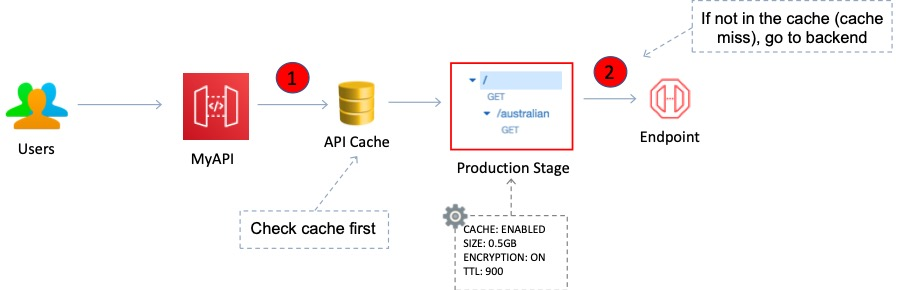 If not in the cache (cache
miss), go to backend
1
2
/
GET
/australian
GET
Users
MyAPI
API Cache
Production Stage
Endpoint
Check cache first
CACHE: ENABLED
SIZE: 0.5GB
ENCRYPTION: ON
TTL: 900